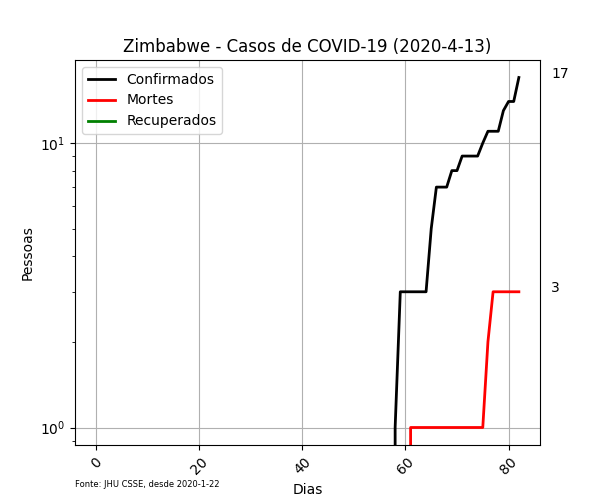 Zimbabwe - Casos de COVID-19 (2020-4-13)
Confirmados
Mortes
Recuperados
17
3
10¹
10⁰
Pessoas
0 20 40 60 80
Dias
Fonte: JHU CSSE, desde 2020-1-22